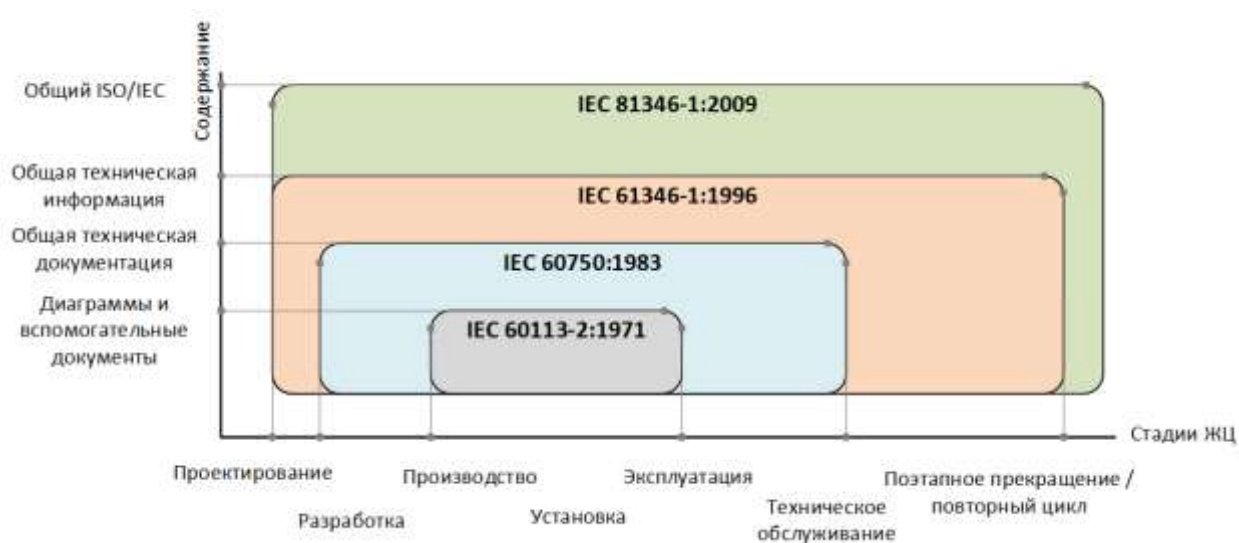 Содержание
Общий ISO/IEC
IEC 81346-1:2009
Общая техническая
информация
IEC 61346-1:1996
Общая техническая
документация
IEC 60750:1983
Диаграммы и
вспомогательные
документы
IEC 60113-2:1971
Стадии ЖЦ
Проектирование
Разработка
Производство
Установка
Эксплуатация
Техническое
обслуживание
Поэтапное прекращение /
повторный цикл